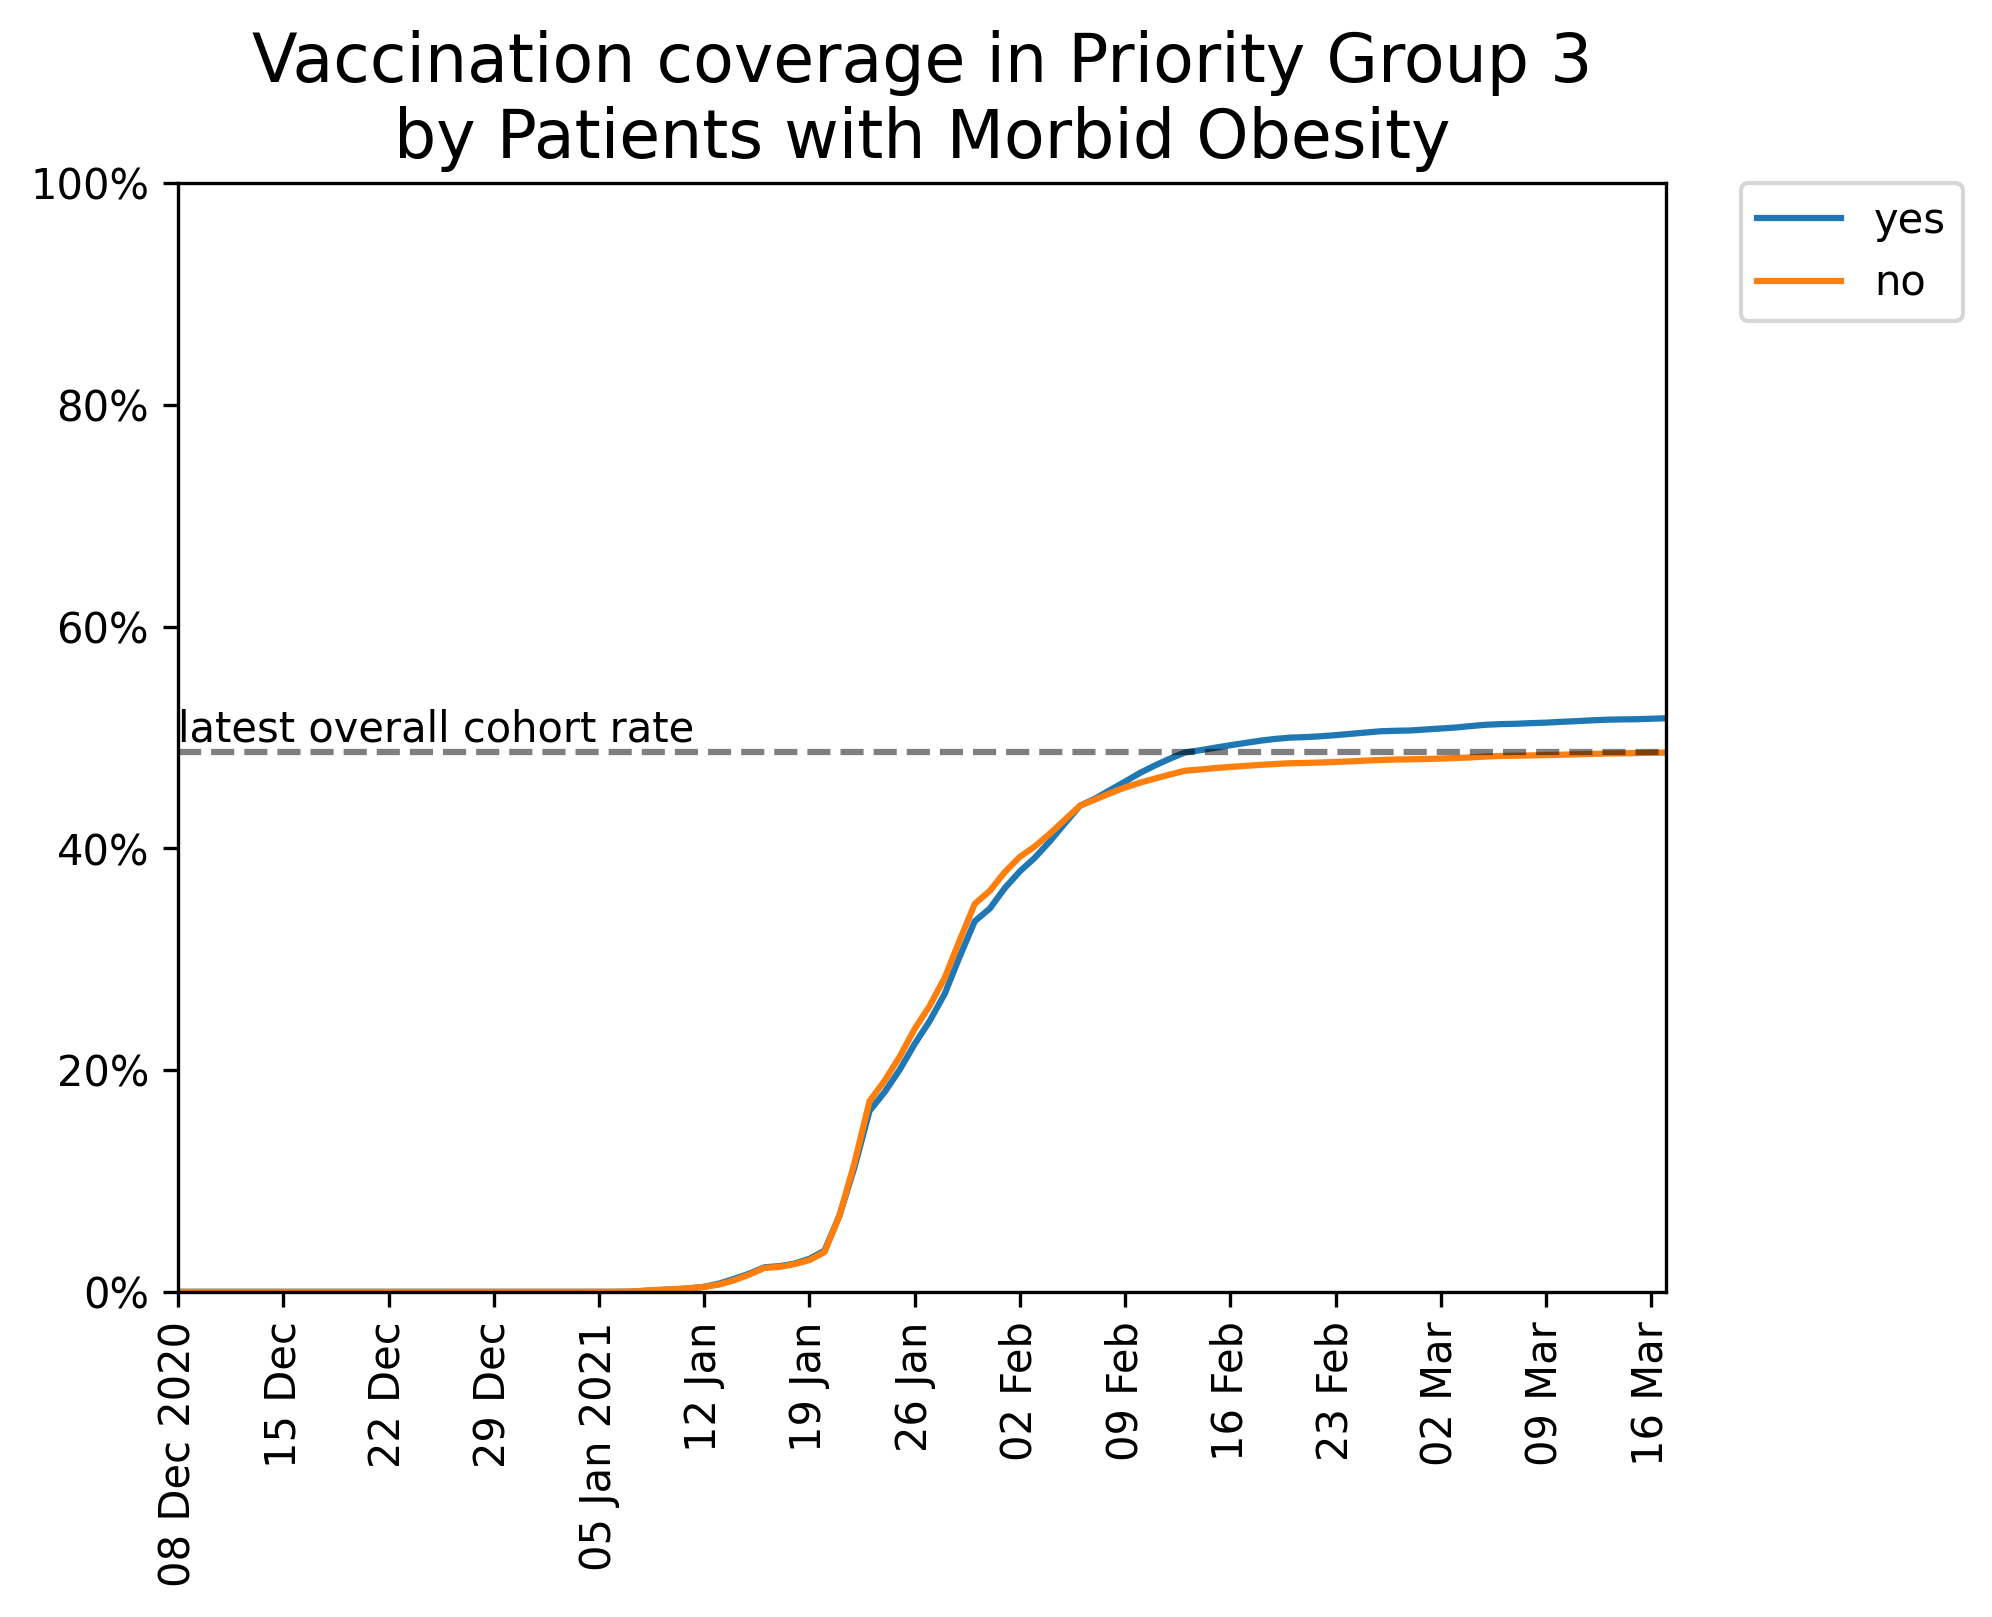 Vaccination coverage in Priority Group 3
by Patients with Morbid Obesity
100%
80%
60%
40%
20%
0%
latest overall cohort rate
yes
no
08 Dec 2020
15 Dec
22 Dec
29 Dec
05 Jan 2021
12 Jan
19 Jan
26 Jan
02 Feb
09 Feb
16 Feb
23 Feb
02 Mar
09 Mar
16 Mar